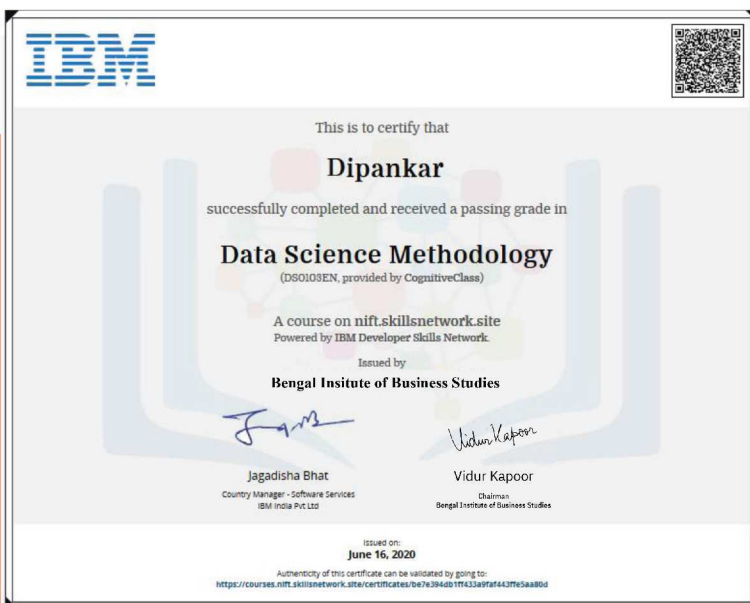 IBM
This is to certify that
Dipankar
successfully completed and received a passing grade in
Data Science Methodology
(DS0103EN, provided by CognitiveClass)
A course on nift.skillsnetwork.site
Powered by IBM Developer Skills Network.
Issued by
Bengal Insitute of Business Studies
Jagadisha Bhat
Country Manager - Software Services
IBM India Pvt Ltd
Vidur Kapoor
Vidur Kapoor
Chairman
Bengal Institute of Business Studies
Issued on:
June 16, 2020
Authenticity of this certificate can be validated by going to:
https://courses.nift.skillsnetwork.site/certificates/be7e394db1ff433a9faf443ffe5aa80d